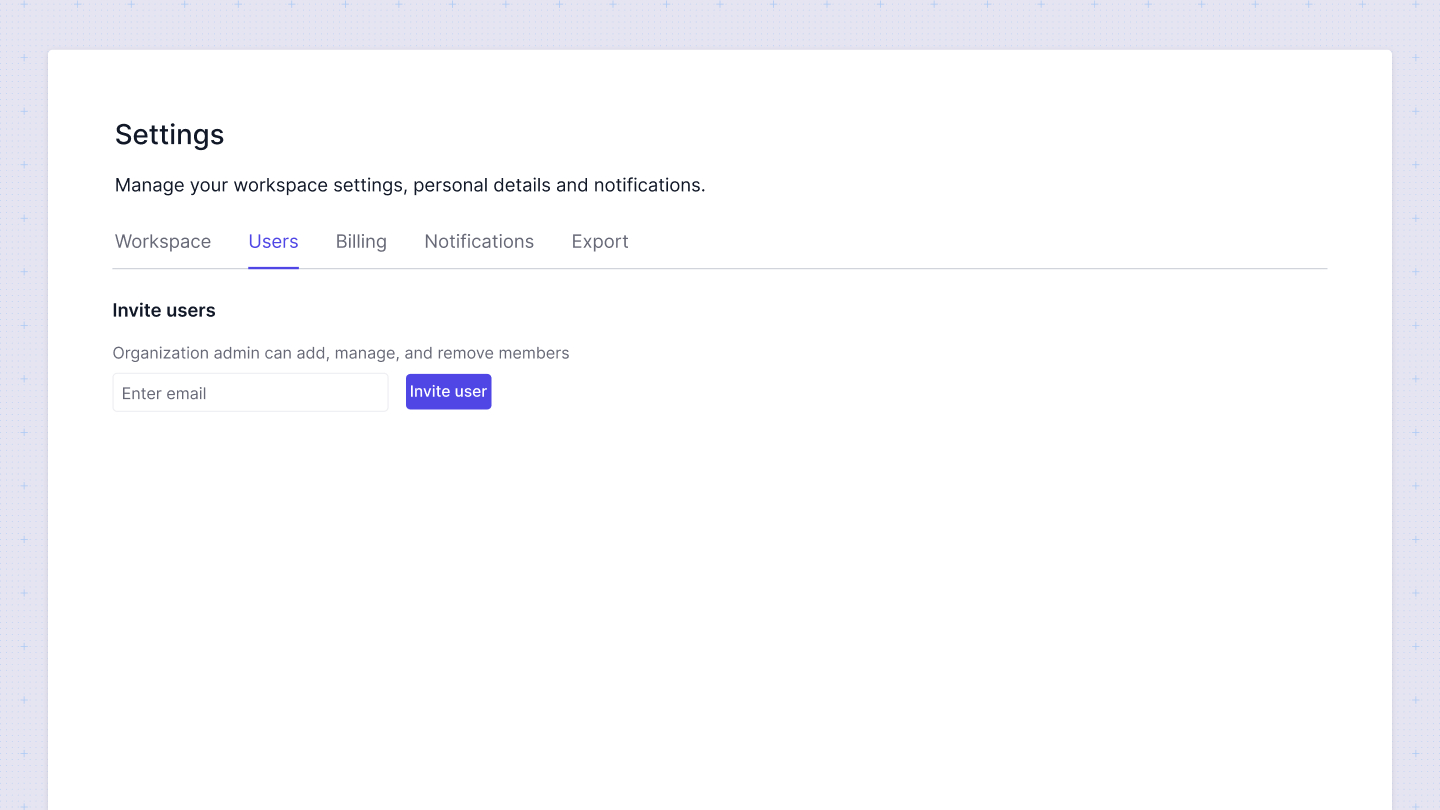 Settings
Manage your workspace settings, personal details and notifications.
Workspace Users Billing Notifications Export
Invite users
Organization admin can add, manage, and remove members
Enter email Invite user